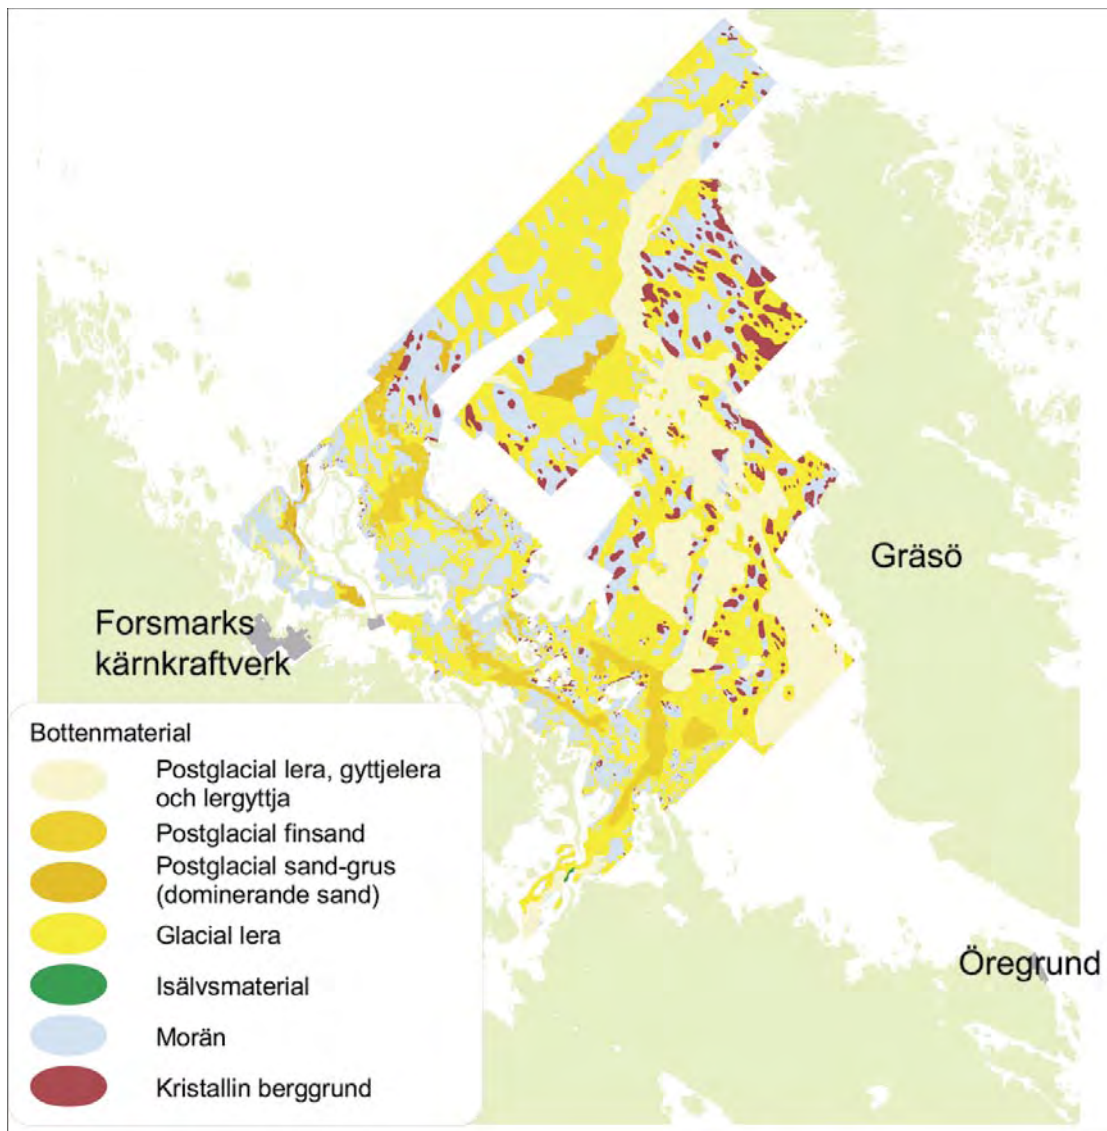 Gräsö
Forsmarks
kärnkraftverk
Öregrund
Bottenmaterial
Postglacial lera, gyttjelera
och lergyttja
Postglacial finsand
Postglacial sand-grus
(dominerande sand)
Glacial lera
Isälvsmaterial
Morän
Kristallin berggrund